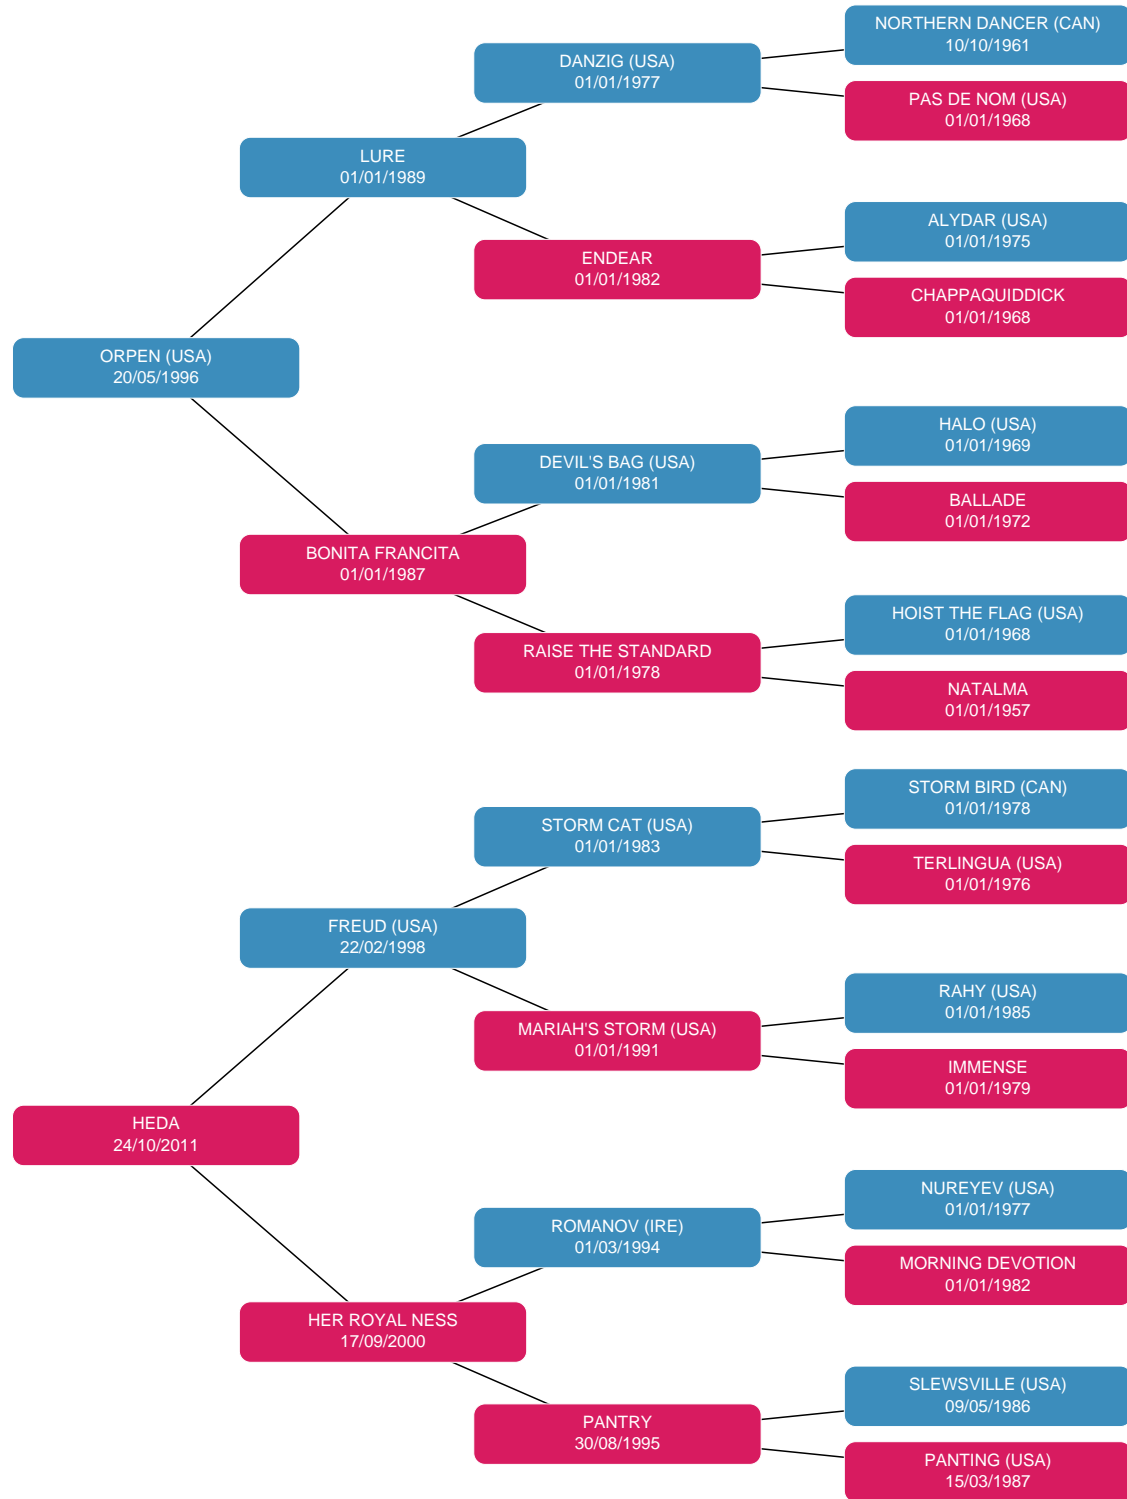 NORTHERN DANCER (CAN)
10/10/1961
DANZIG (USA)
01/01/1977
PAS DE NOM (USA)
01/01/1968
LURE
01/01/1989
ALYDAR (USA)
01/01/1975
ENDEAR
01/01/1982
CHAPPAQUIDDICK
01/01/1968
ORPEN (USA)
20/05/1996
HALO (USA)
01/01/1969
DEVIL'S BAG (USA)
01/01/1981
BALLADE
01/01/1972
BONITA FRANCITA
01/01/1987
HOIST THE FLAG (USA)
01/01/1968
RAISE THE STANDARD
01/01/1978
NATALMA
01/01/1957
STORM BIRD (CAN)
01/01/1978
STORM CAT (USA)
01/01/1983
TERLINGUA (USA)
01/01/1976
FREUD (USA)
22/02/1998
RAHY (USA)
01/01/1985
MARIAH'S STORM (USA)
01/01/1991
IMMENSE
01/01/1979
HEDA
24/10/2011
NUREYEV (USA)
01/01/1977
ROMANOV (IRE)
01/03/1994
MORNING DEVOTION
01/01/1982
HER ROYAL NESS
17/09/2000
SLEWSVILLE (USA)
09/05/1986
PANTRY
30/08/1995
PANTING (USA)
15/03/1987